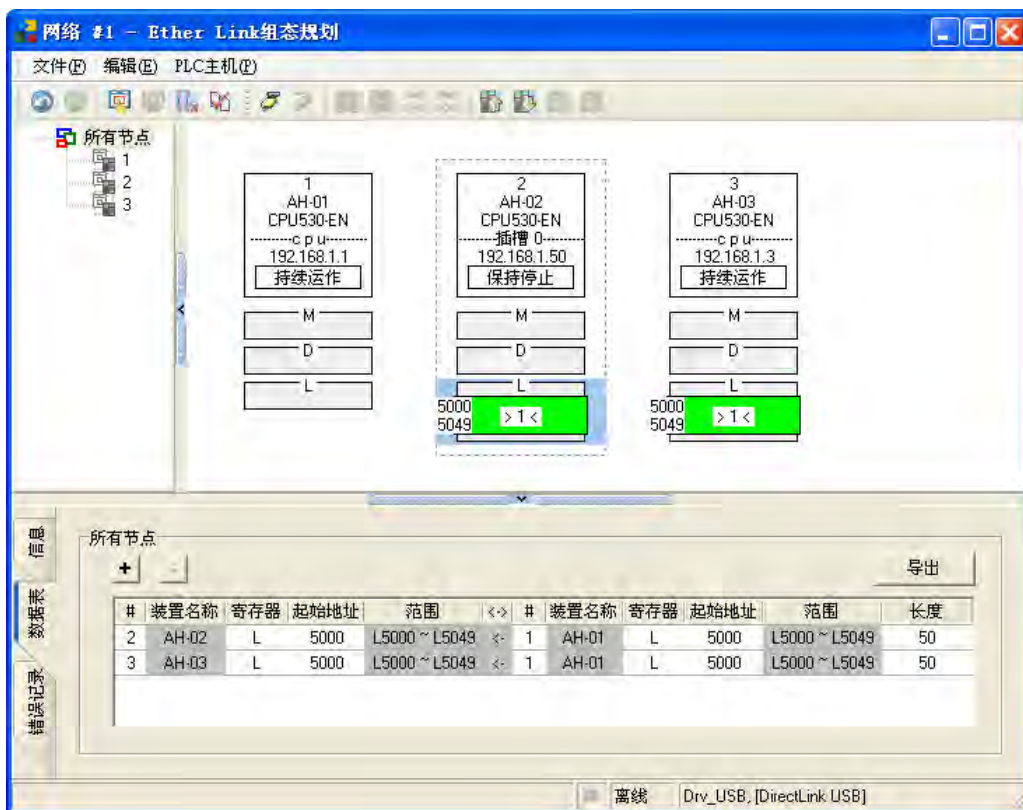 网络 #1 - Ether Link组态规划
文件(F) 编辑(E) PLC主机(P)
所有节点
1
2
3
1
AH-01
CPU530-EN
cpu
192.168.1.1
持续运作
M
D
L
2
AH-02
CPU530-EN
插槽 0
192.168.1.50
保持停止
M
D
L
5000
5049
>1<
3
AH-03
CPU530-EN
cpu
192.168.1.3
持续运作
M
D
L
5000
5049
>1<
信息
数据表
错误记录
所有节点
+ -
导出
# 装置名称 寄存器 起始地址 范围 <-> # 装置名称 寄存器 起始地址 范围 长度
2 AH-02 L 5000 L5000 ~ L5049 <- 1 AH-01 L 5000 L5000 ~ L5049 50
3 AH-03 L 5000 L5000 ~ L5049 <- 1 AH-01 L 5000 L5000 ~ L5049 50
离线 Drv_USB, [DirectLink USB]